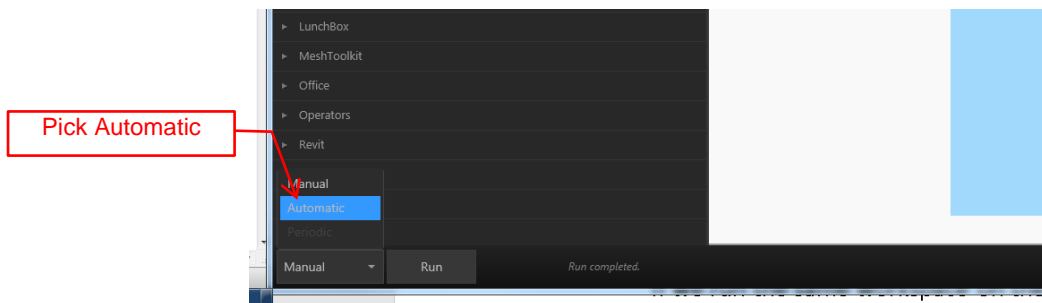 LunchBox
MeshToolkit
Office
Operators
Pick Automatic
Revit
Manual
Automatic
Periodic
Manual
Run
Run completed.